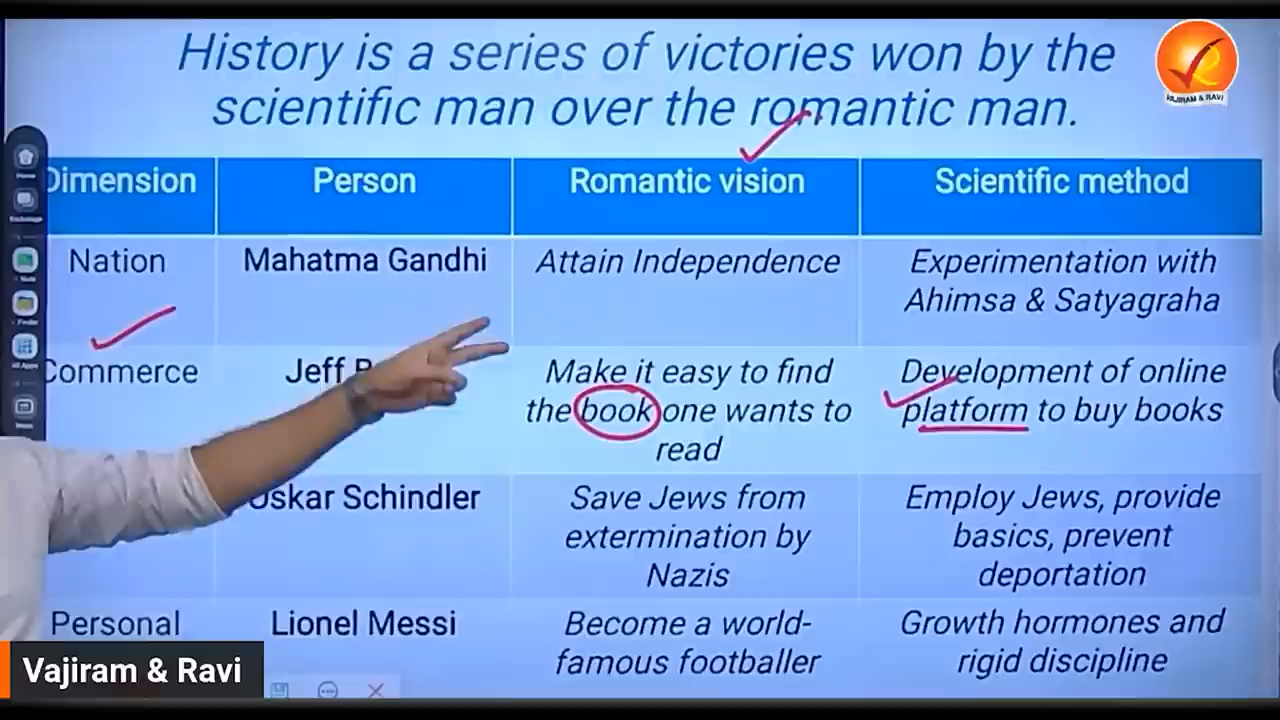 History is a series of victories won by the
scientific man over the romantic man.
VAJIRAM & RAVI
Dimension Person Romantic vision Scientific method
Nation Mahatma Gandhi Attain Independence Experimentation with
Ahimsa & Satyagraha
Commerce Jeff Make it easy to find
the book one wants to
read
Development of online
platform to buy books
Oskar Schindler Save Jews from
extermination by
Nazis
Employ Jews, provide
basics, prevent
deportation
Personal Lionel Messi Become a world-
famous footballer
Growth hormones and
rigid discipline
Vajiram & Ravi